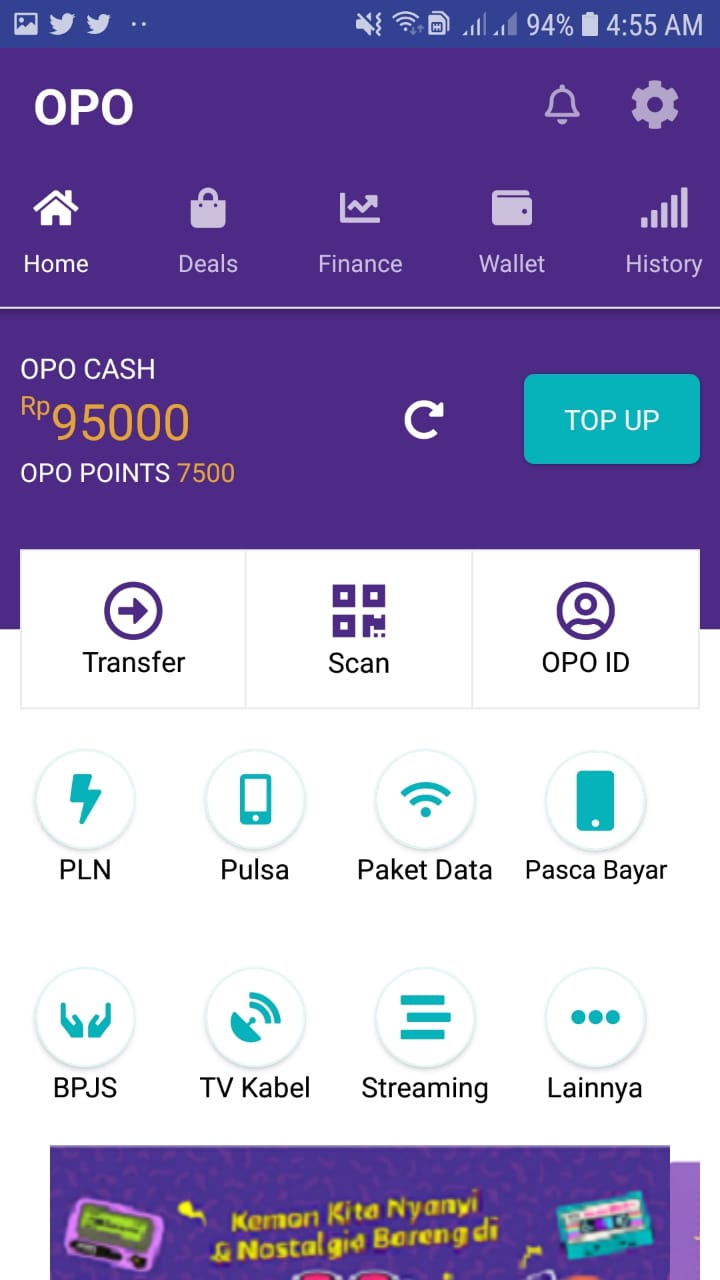 94% 4:55 AM
OPO
Home Deals Finance Wallet History
OPO CASH
Rp95000
TOP UP
OPO POINTS 7500
Transfer Scan OPO ID
PLN Pulsa Paket Data Pasca Bayar
BPJS TV Kabel Streaming Lainnya
Kemon Kita Nyanyi
& Nostalgia Bareng di